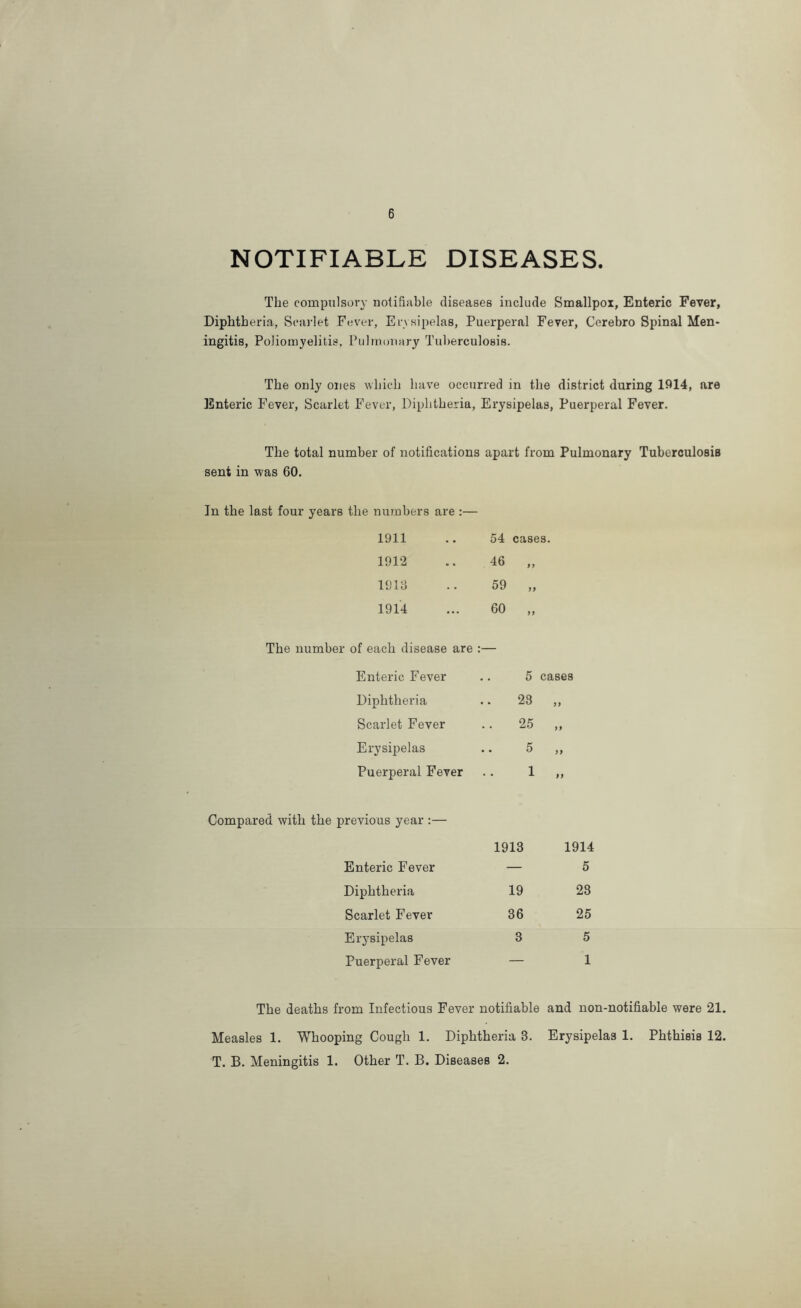 6
NOTIFIABLE DISEASES.
The compulsory notifiable diseases include Smallpox, Enteric Fever,
Diphtheria, Scarlet Fever, Erysipelas, Puerperal Fever, Cerebro Spinal Men-
ingitis, Poliomyelitis, Pulmonary Tuberculosis.
The only ones which have occurred in the district during 1914, are
Enteric Fever, Scarlet Fever, Diphtheria, Erysipelas, Puerperal Fever.
The total number of notifications apart from Pulmonary Tuberculosis
sent in was 60.
In the last four years the numbers are :—
1911 .. 54 cases.
1912 .. 46 ,,
1913 .. 59 ,,
1914 ... 60 ,,
The number of each disease are :—
Enteric Fever .. 5 cases
Diphtheria .. 23 ,,
Scarlet Fever .. 25 ,,
Erysipelas .. 5 ,,
Puerperal Fever .. 1 ,,
Compared with the previous year :—
1913 1914
Enteric Fever — 5
Diphtheria 19 23
Scarlet Fever 36 25
Erysipelas 3 5
Puerperal Fever — 1
The deaths from Infectious Fever notifiable and non-notifiable were 21.
Measles 1. Whooping Cough 1. Diphtheria 3. Erysipelas 1. Phthisis 12.
T. B. Meningitis 1. Other T. B. Diseases 2.